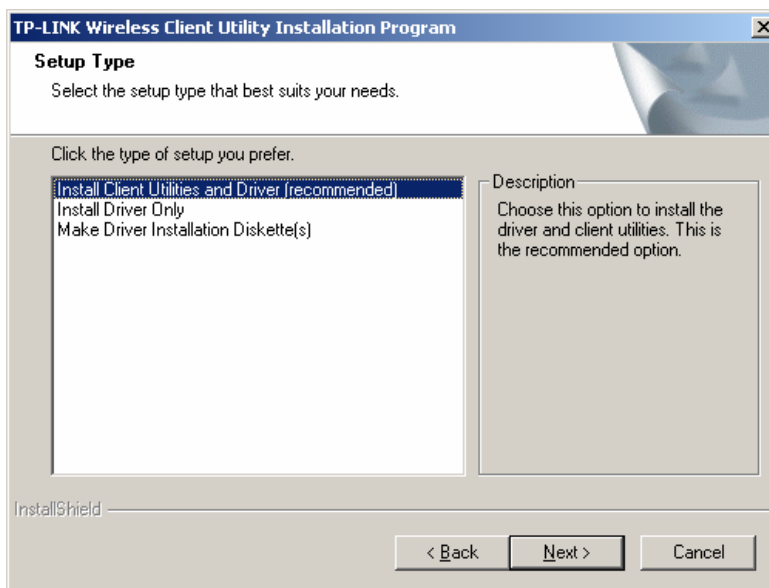 TP-LINK Wireless Client Utility Installation Program
Setup Type
Select the setup type that best suits your needs.
Click the type of setup you prefer.
Install Client Utilities and Driver (recommended)
Install Driver Only
Make Driver Installation Diskette(s)
Description
Choose this option to install the
driver and client utilities. This is
the recommended option.
InstallShield
< Back
Next >
Cancel